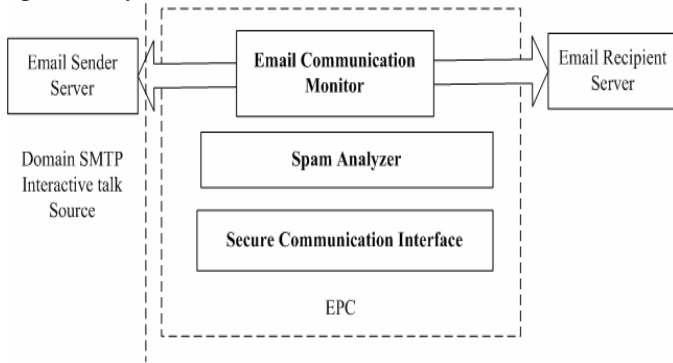 Email Sender
Server
Email Communication
Monitor
Email Recipient
Server
Spam Analyzer
Domain SMTP
Interactive talk
Source
Secure Communication Interface
EPC